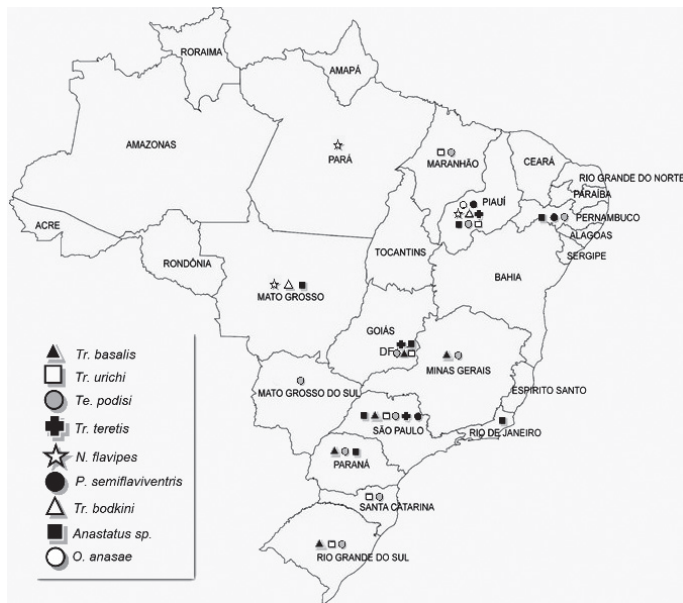 RORAIMA
AMAPÁ
AMAZONAS
PARÁ
MARANHÃO
CEARÁ
RIO GRANDE DO NORTE
PARAÍBA
PIAUÍ
PERNAMBUCO
ALAGOAS
SERGIPE
ACRE
RONDÔNIA
TOCANTINS
BAHIA
MATO GROSSO
GOIÁS
DF
MINAS GERAIS
ESPÍRITO SANTO
MATO GROSSO DO SUL
SÃO PAULO
RIO DE JANEIRO
PARANÁ
SANTA CATARINA
RIO GRANDE DO SUL
Tr. basalis
Tr. urichi
Te. podisi
Tr. teretis
N. flavipes
P. semiflaviventris
Tr. bodkini
Anastatus sp.
O. anasae